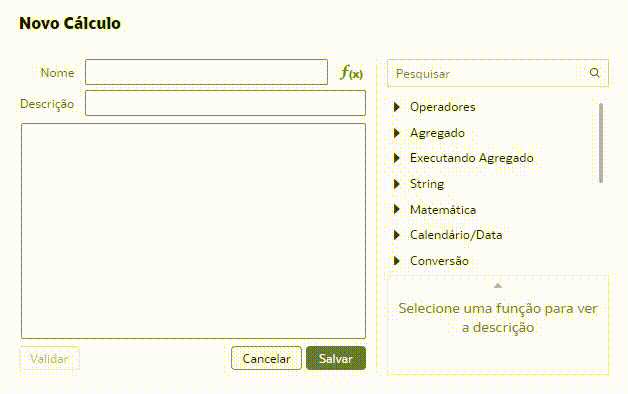 Novo Cálculo
Nome
f(x)
Descrição
Validar
Cancelar
Salvar
Pesquisar
Operadores
Agregado
Executando Agregado
String
Matemática
Calendário/Data
Conversão
Selecione uma função para ver
a descrição